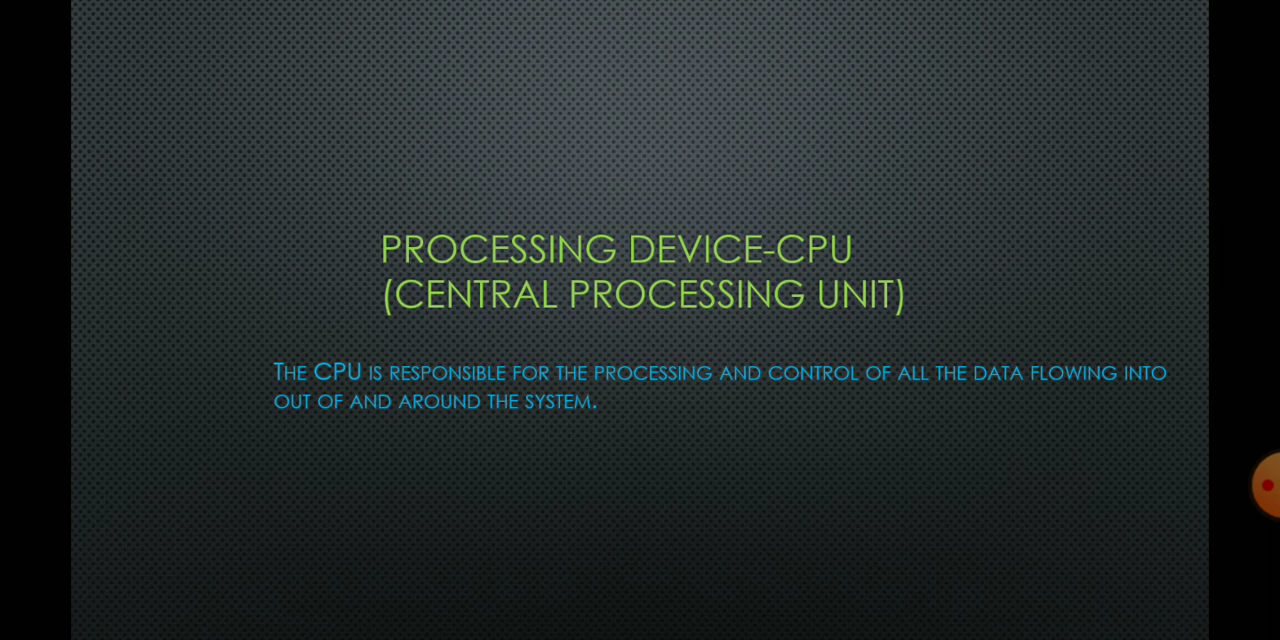 PROCESSING DEVICE-CPU
(CENTRAL PROCESSING UNIT)
THE CPU IS RESPONSIBLE FOR THE PROCESSING AND CONTROL OF ALL THE DATA FLOWING INTO
OUT OF AND AROUND THE SYSTEM.